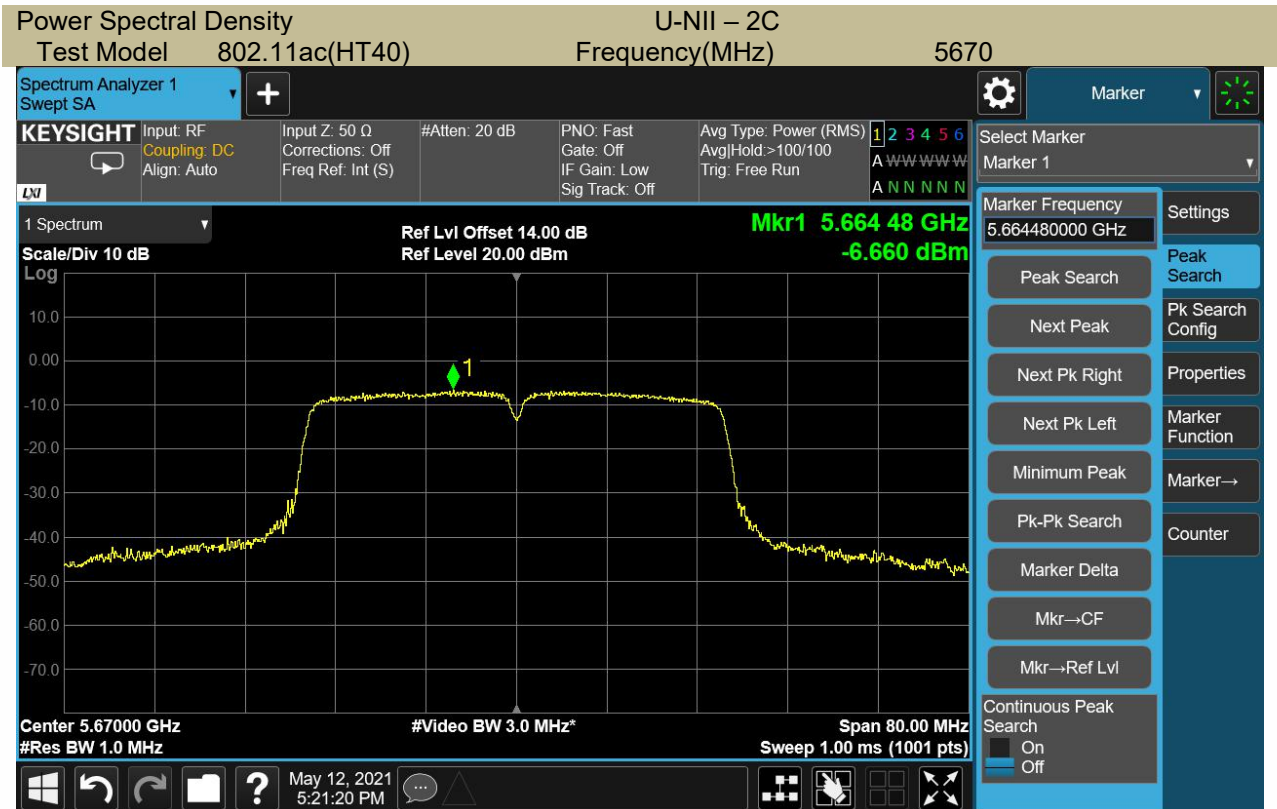 Power Spectral Density U-NII – 2C
Test Model 802.11ac(HT40) Frequency(MHz) 5670
Spectrum Analyzer 1
Swept SA
+
Marker
KEYSIGHT
LXI
Input: RF
Coupling: DC
Align: Auto
Input Z: 50 Ω
Corrections: Off
Freq Ref: Int (S)
#Atten: 20 dB
PNO: Fast
Gate: Off
IF Gain: Low
Sig Track: Off
Avg Type: Power (RMS)
Avg|Hold:>100/100
Trig: Free Run
1 2 3 4 5 6
A W W W W W
A N N N N N
1 Spectrum
Scale/Div 10 dB
Log
Ref Lvl Offset 14.00 dB
Ref Level 20.00 dBm
Mkr1 5.664 48 GHz
-6.660 dBm
1
10.0
0.00
-10.0
-20.0
-30.0
-40.0
-50.0
-60.0
-70.0
Center 5.67000 GHz
#Res BW 1.0 MHz
#Video BW 3.0 MHz*
Span 80.00 MHz
Sweep 1.00 ms (1001 pts)
Select Marker
Marker 1
Marker Frequency
5.664480000 GHz
Peak Search
Next Peak
Next Pk Right
Next Pk Left
Minimum Peak
Pk-Pk Search
Marker Delta
Mkr→CF
Mkr→Ref Lvl
Continuous Peak
Search
On
Off
Settings
Peak
Search
Pk Search
Config
Properties
Marker
Function
Marker→
Counter
?
May 12, 2021
5:21:20 PM